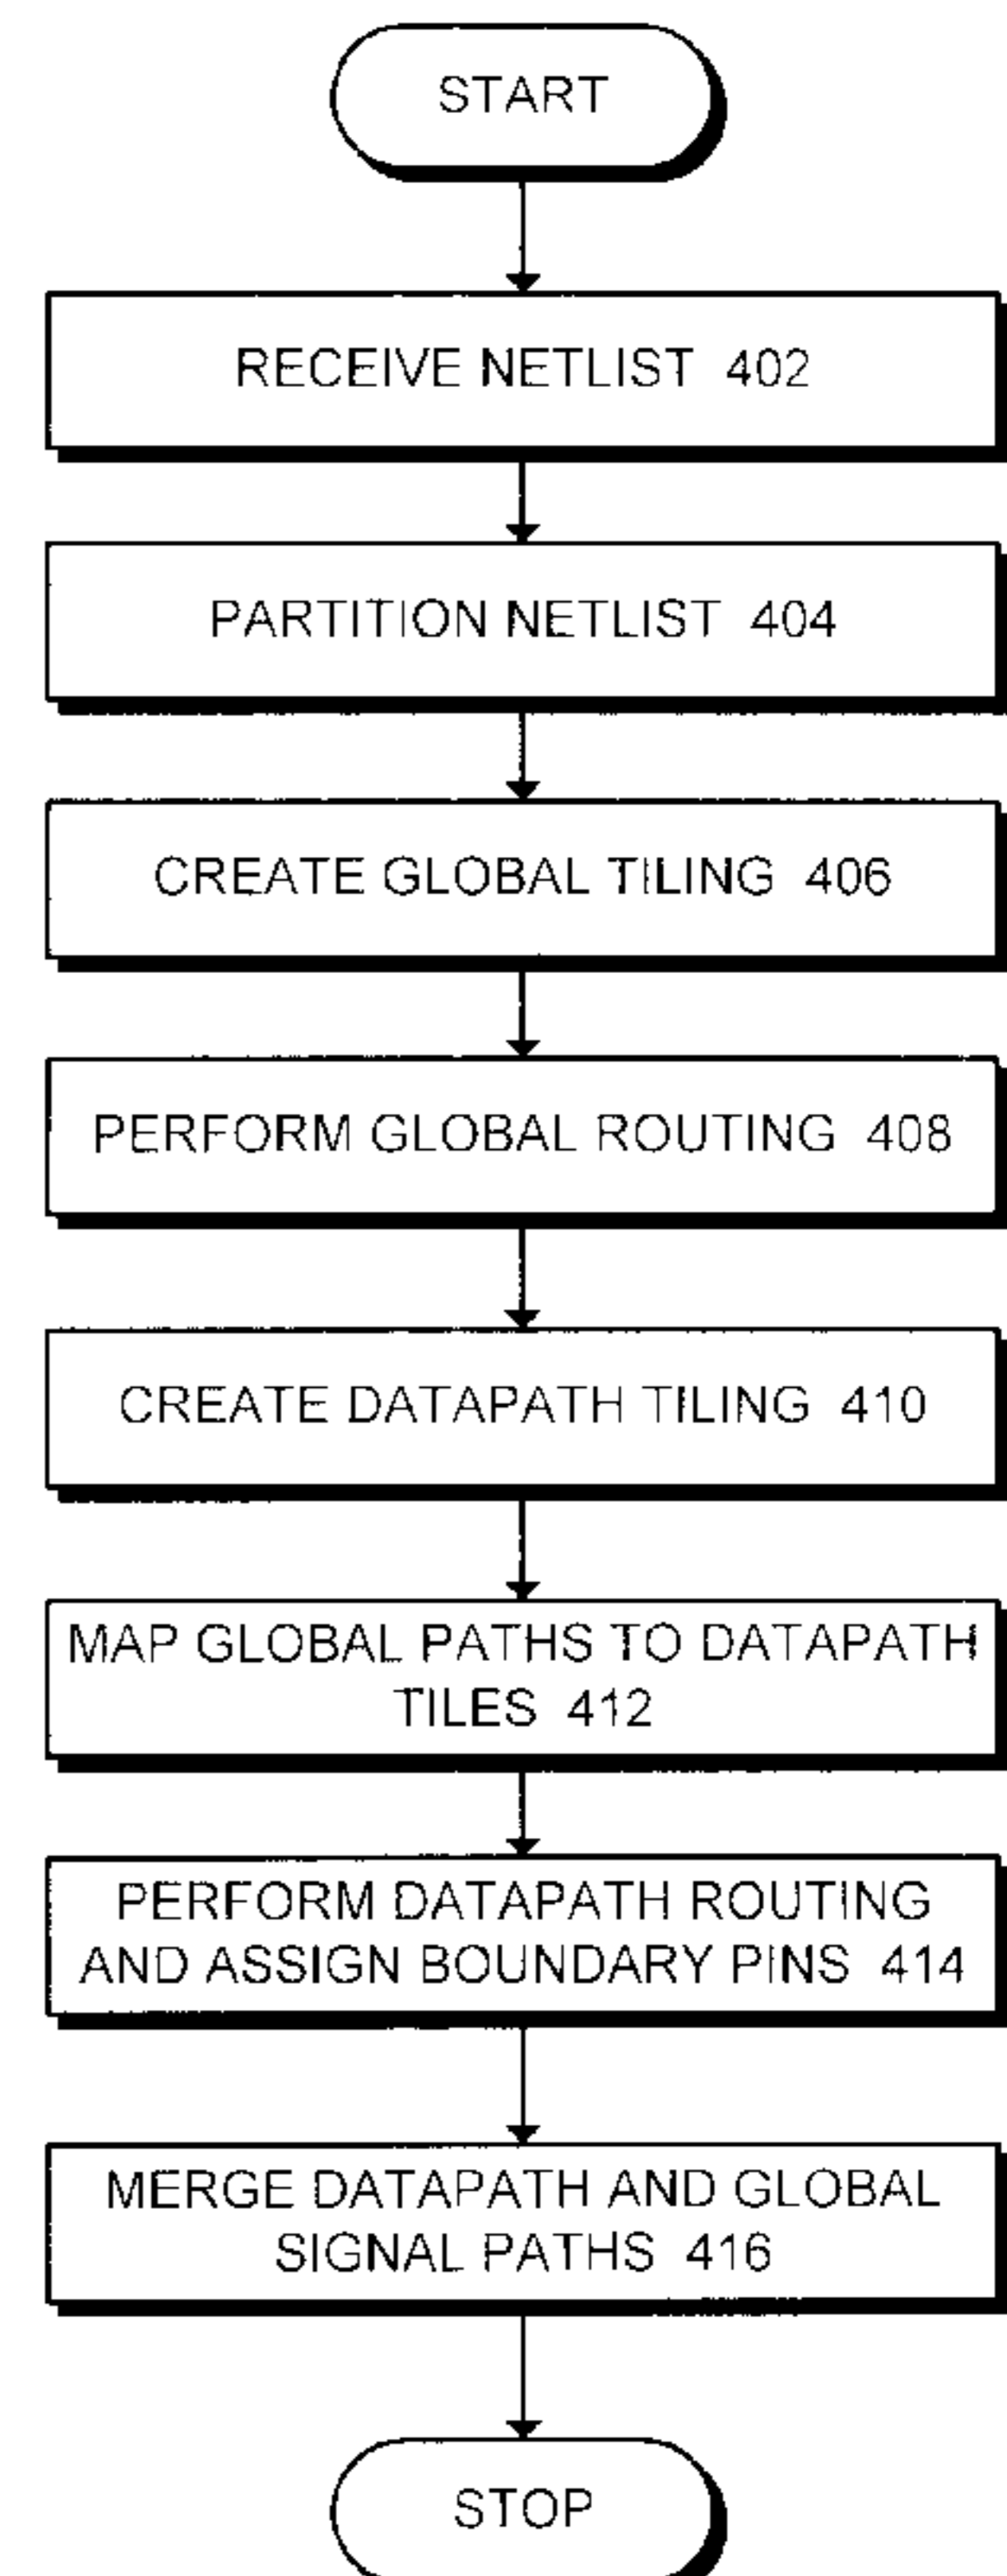 START
RECEIVE NETLIST 402
PARTITION NETLIST 404
CREATE GLOBAL TILING 406
PERFORM GLOBAL ROUTING 408
CREATE DATAPATH TILING 410
MAP GLOBAL PATHS TO DATAPATH
TILES 412
PERFORM DATAPATH ROUTING
AND ASSIGN BOUNDARY PINS 414
MERGE DATAPATH AND GLOBAL
SIGNAL PATHS 416
STOP